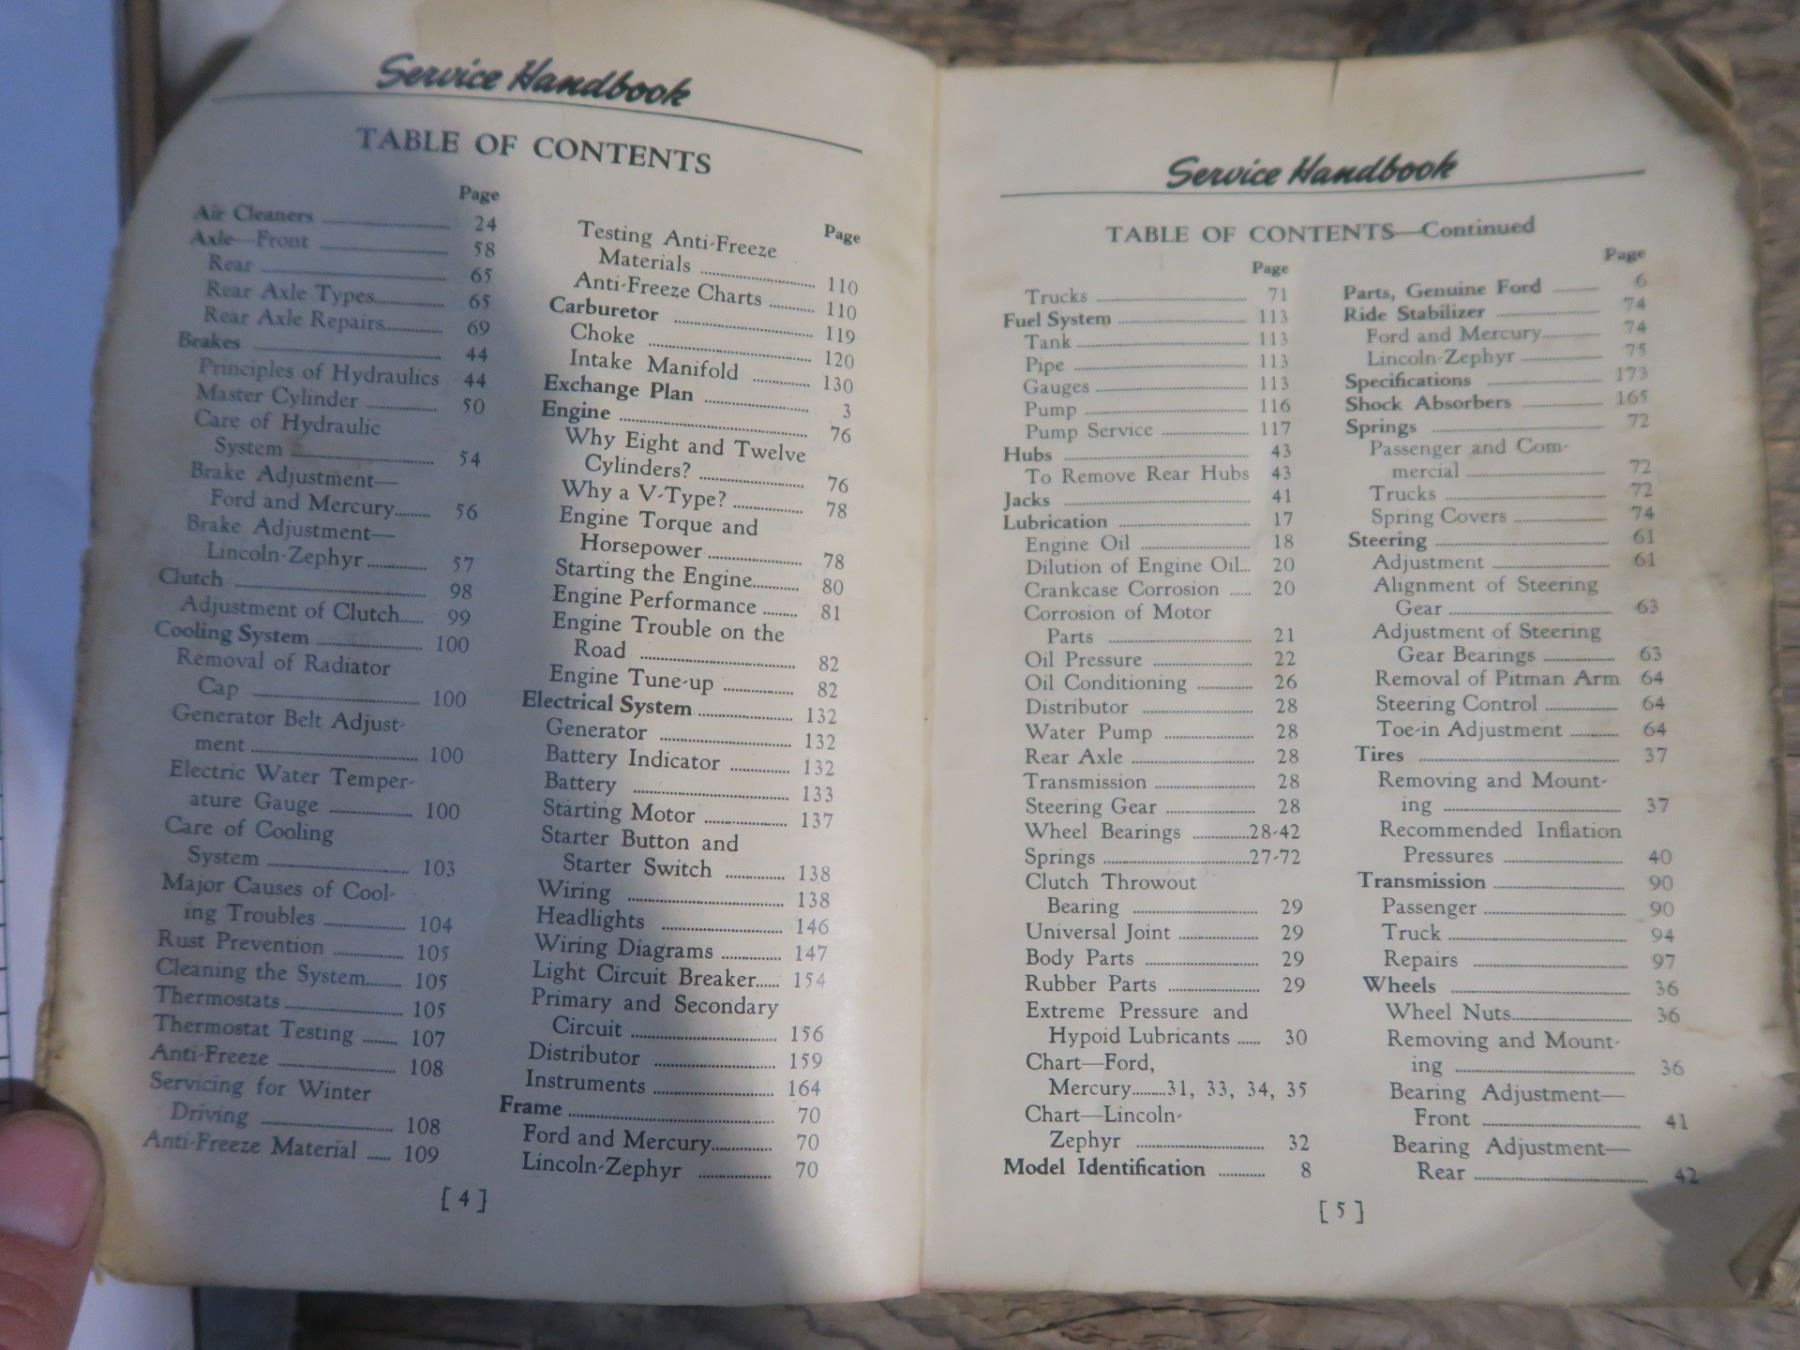 Service Handbook
TABLE OF CONTENTS
Page
Air Cleaners 24
Axle—Front 58
Rear 65
Rear Axle Types 65
Rear Axle Repairs 69
Brakes 44
Principles of Hydraulics 44
Master Cylinder 50
Care of Hydraulic
System 54
Brake Adjustment—
Ford and Mercury 56
Brake Adjustment—
Lincoln-Zephyr 57
Clutch 98
Adjustment of Clutch 99
Cooling System 100
Removal of Radiator
Cap 100
Generator Belt Adjust-
ment 100
Electric Water Temper-
ature Gauge 100
Care of Cooling
System 103
Major Causes of Cool-
ing Troubles 104
Rust Prevention 105
Cleaning the System 105
Thermostats 105
Thermostat Testing 107
Anti-Freeze 108
Servicing for Winter
Driving 108
Anti-Freeze Material 109
Page
Testing Anti-Freeze
Materials 110
Anti-Freeze Charts 110
Carburetor 119
Choke 120
Intake Manifold 130
Exchange Plan 3
Engine 76
Why Eight and Twelve
Cylinders? 76
Why a V-Type? 78
Engine Torque and
Horsepower 78
Starting the Engine 80
Engine Performance 81
Engine Trouble on the
Road 82
Engine Tune-up 82
Electrical System 132
Generator 132
Battery Indicator 132
Battery 133
Starting Motor 137
Starter Button and
Starter Switch 138
Wiring 138
Headlights 146
Wiring Diagrams 147
Light Circuit Breaker 154
Primary and Secondary
Circuit 156
Distributor 159
Instruments 164
Frame 70
Ford and Mercury 70
Lincoln-Zephyr 70
[ 4 ]
Service Handbook
TABLE OF CONTENTS—Continued
Page
Trucks 71
Fuel System 113
Tank 113
Pipe 113
Gauges 113
Pump 116
Pump Service 117
Hubs 43
To Remove Rear Hubs 43
Jacks 41
Lubrication 17
Engine Oil 18
Dilution of Engine Oil 20
Crankcase Corrosion 20
Corrosion of Motor
Parts 21
Oil Pressure 22
Oil Conditioning 26
Distributor 28
Water Pump 28
Rear Axle 28
Transmission 28
Steering Gear 28
Wheel Bearings 28-42
Springs 27-72
Clutch Throwout
Bearing 29
Universal Joint 29
Body Parts 29
Rubber Parts 29
Extreme Pressure and
Hypoid Lubricants 30
Chart—Ford,
Mercury 31, 33, 34, 35
Chart—Lincoln-
Zephyr 32
Model Identification 8
Page
Parts, Genuine Ford 6
Ride Stabilizer 74
Ford and Mercury 74
Lincoln-Zephyr 75
Specifications 173
Shock Absorbers 165
Springs 72
Passenger and Com-
mercial 72
Trucks 72
Spring Covers 74
Steering 61
Adjustment 61
Alignment of Steering
Gear 63
Adjustment of Steering
Gear Bearings 63
Removal of Pitman Arm 64
Steering Control 64
Toe-in Adjustment 64
Tires 37
Removing and Mount-
ing 37
Recommended Inflation
Pressures 40
Transmission 90
Passenger 90
Truck 94
Repairs 97
Wheels 36
Wheel Nuts 36
Removing and Mount-
ing 36
Bearing Adjustment—
Front 41
Bearing Adjustment—
Rear 42
[ 5 ]